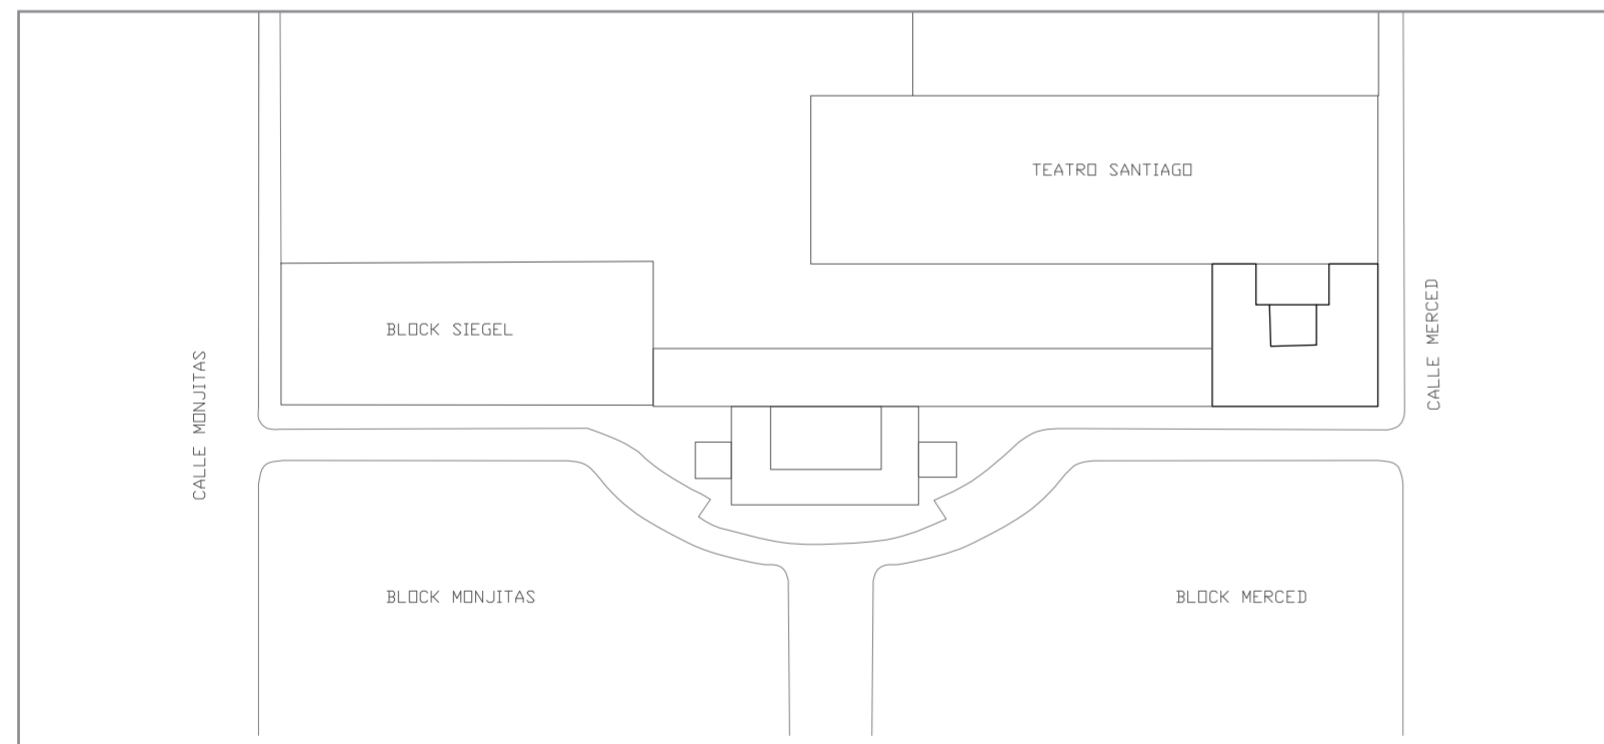 TEATRO SANTIAGO
BLOCK SIEGEL
CALLE MONJITAS
CALLE MERCED
BLOCK MONJITAS
BLOCK MERCED